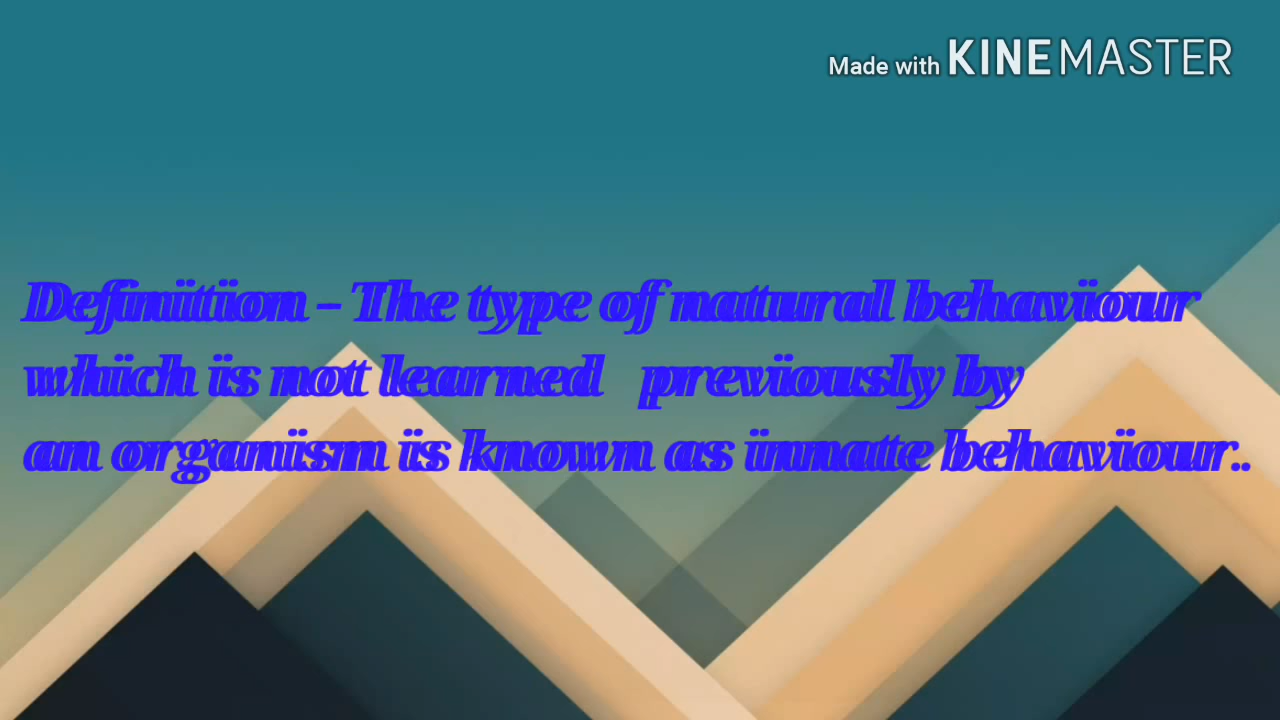 Made with KINEMASTER
Definition - The type of natural behaviour
which is not learned previously by
an organism is known as innate behaviour.